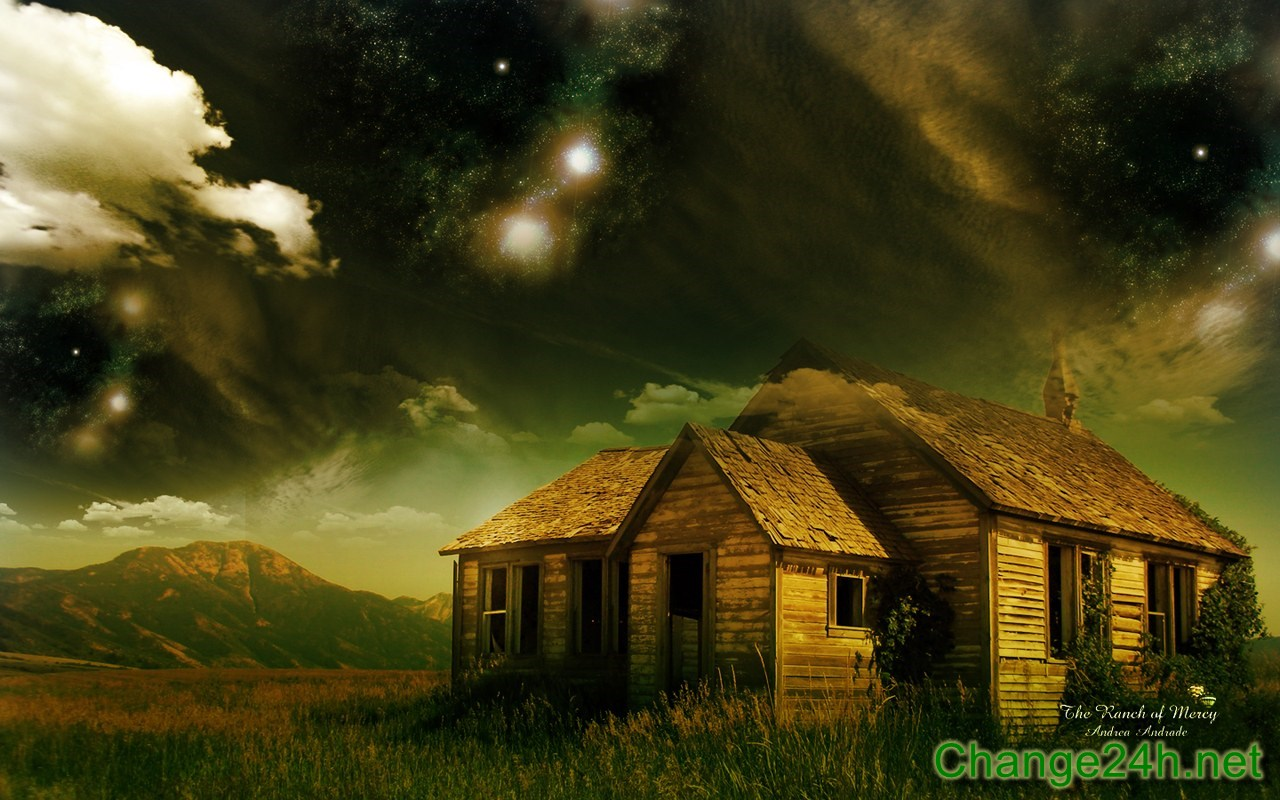 The Ranch of Mercy
Andrea Andrade
Change24h.net